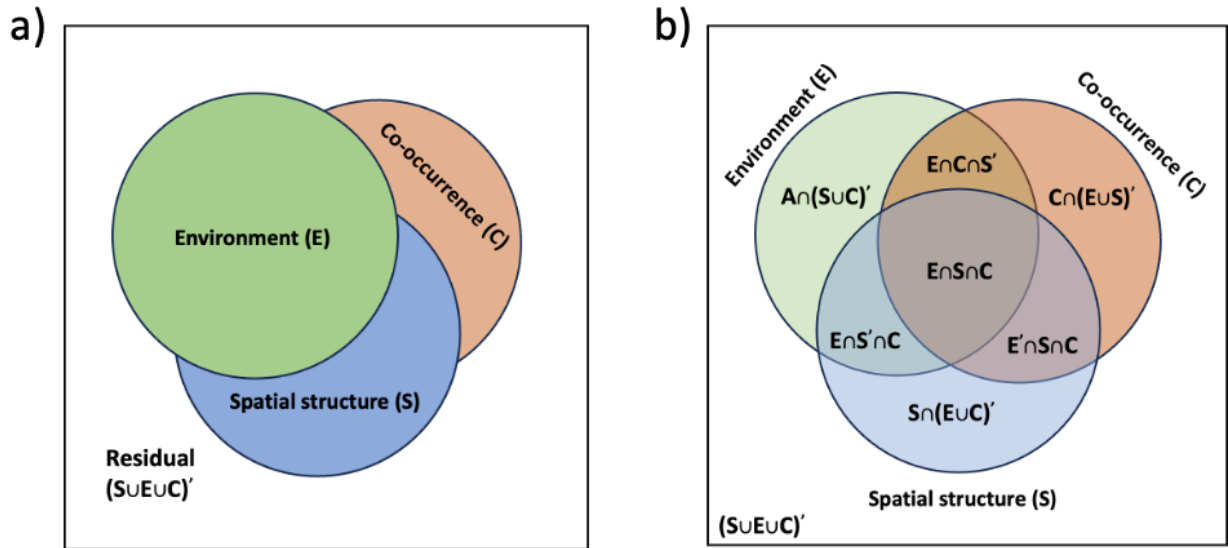 a)
Environment (E)
Co-occurrence (C)
Spatial structure (S)
Residual
(S∪E∪C)′
b)
Environment (E)
Co-occurrence (C)
E∩C∩S′
A∩(S∪C)′
C∩(E∪S)′
E∩S∩C
E∩S′∩C
E′∩S∩C
S∩(E∪C)′
Spatial structure (S)
(S∪E∪C)′